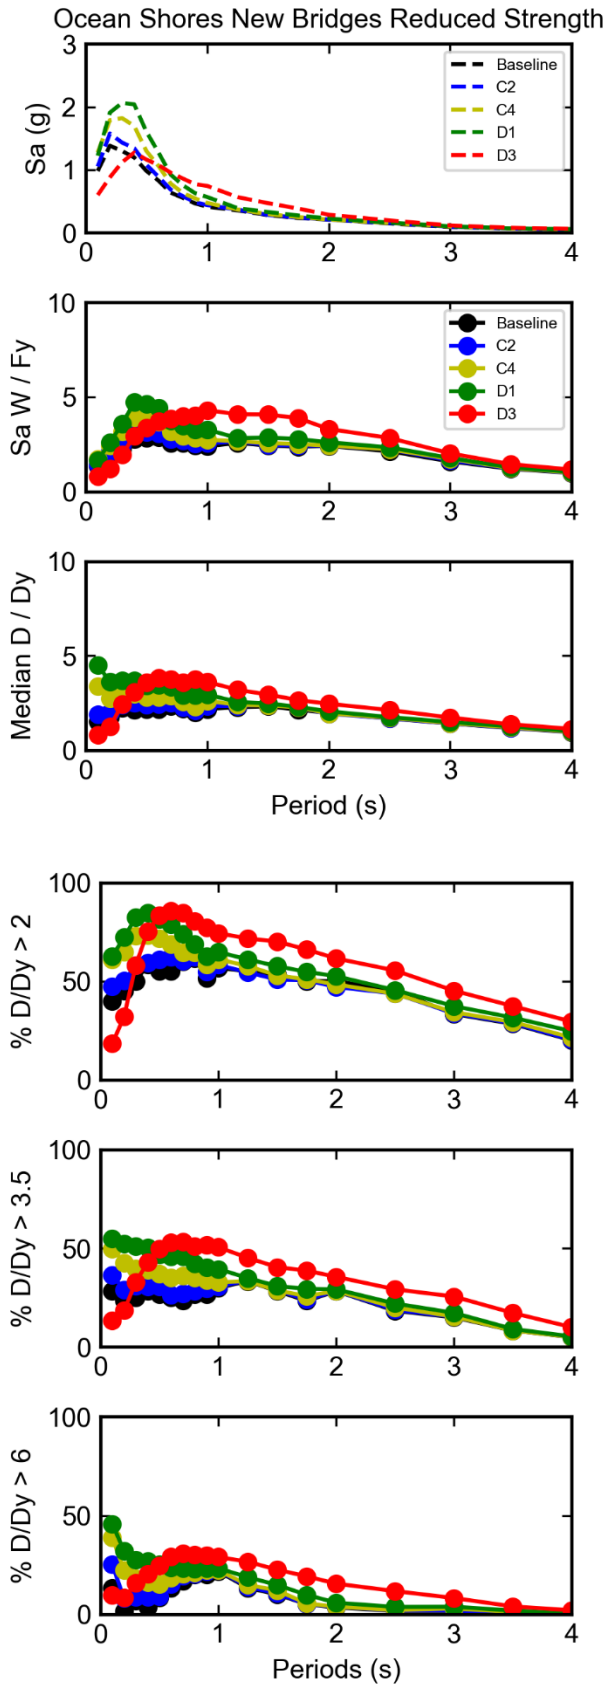 Ocean Shores New Bridges Reduced Strength
3
2
1
0
Sa (g)
Baseline
C2
C4
D1
D3
0 1 2 3 4
10
5
0
Sa W / Fy
Baseline
C2
C4
D1
D3
0 1 2 3 4
10
5
0
Median D / Dy
0 1 2 3 4
Period (s)
100
50
0
% D/Dy > 2
0 1 2 3 4
100
50
0
% D/Dy > 3.5
0 1 2 3 4
100
50
0
% D/Dy > 6
0 1 2 3 4
Periods (s)